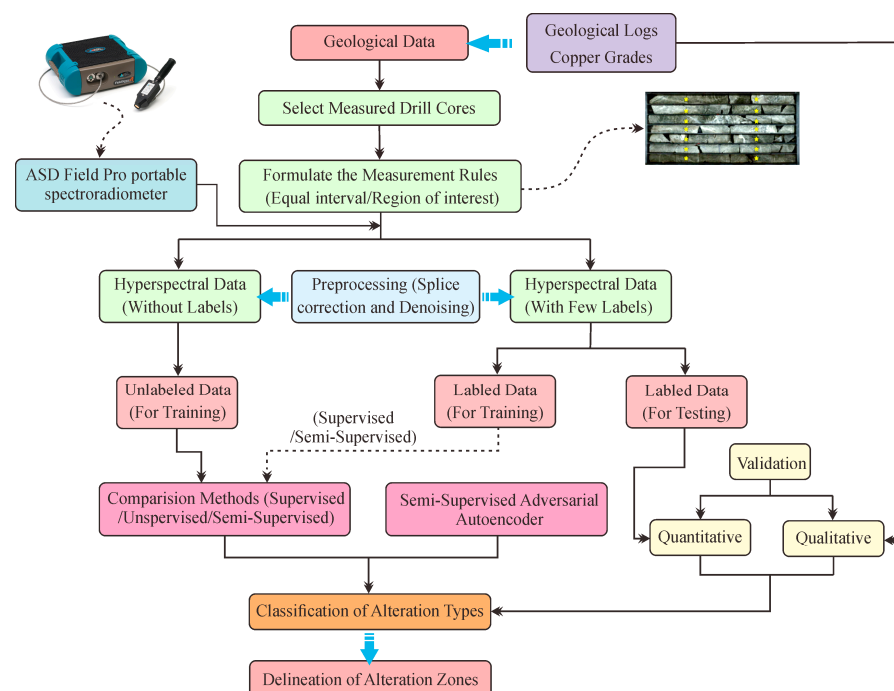 Geological Data
Geological Logs
Copper Grades
Select Measured Drill Cores
ASD Field Pro portable
spectroradiometer
Formulate the Measurement Rules
(Equal interval/Region of interest)
Hyperspectral Data
(Without Labels)
Preprocessing (Splice
correction and Denoising)
Hyperspectral Data
(With Few Labels)
Unlabeled Data
(For Training)
(Supervised
/Semi-Supervised)
Labled Data
(For Training)
Labled Data
(For Testing)
Validation
Comparision Methods (Supervised
/Unspervised/Semi-Supervised)
Semi-Supervised Adversarial
Autoencoder
Quantitative
Qualitative
Classification of Alteration Types
Delineation of Alteration Zones